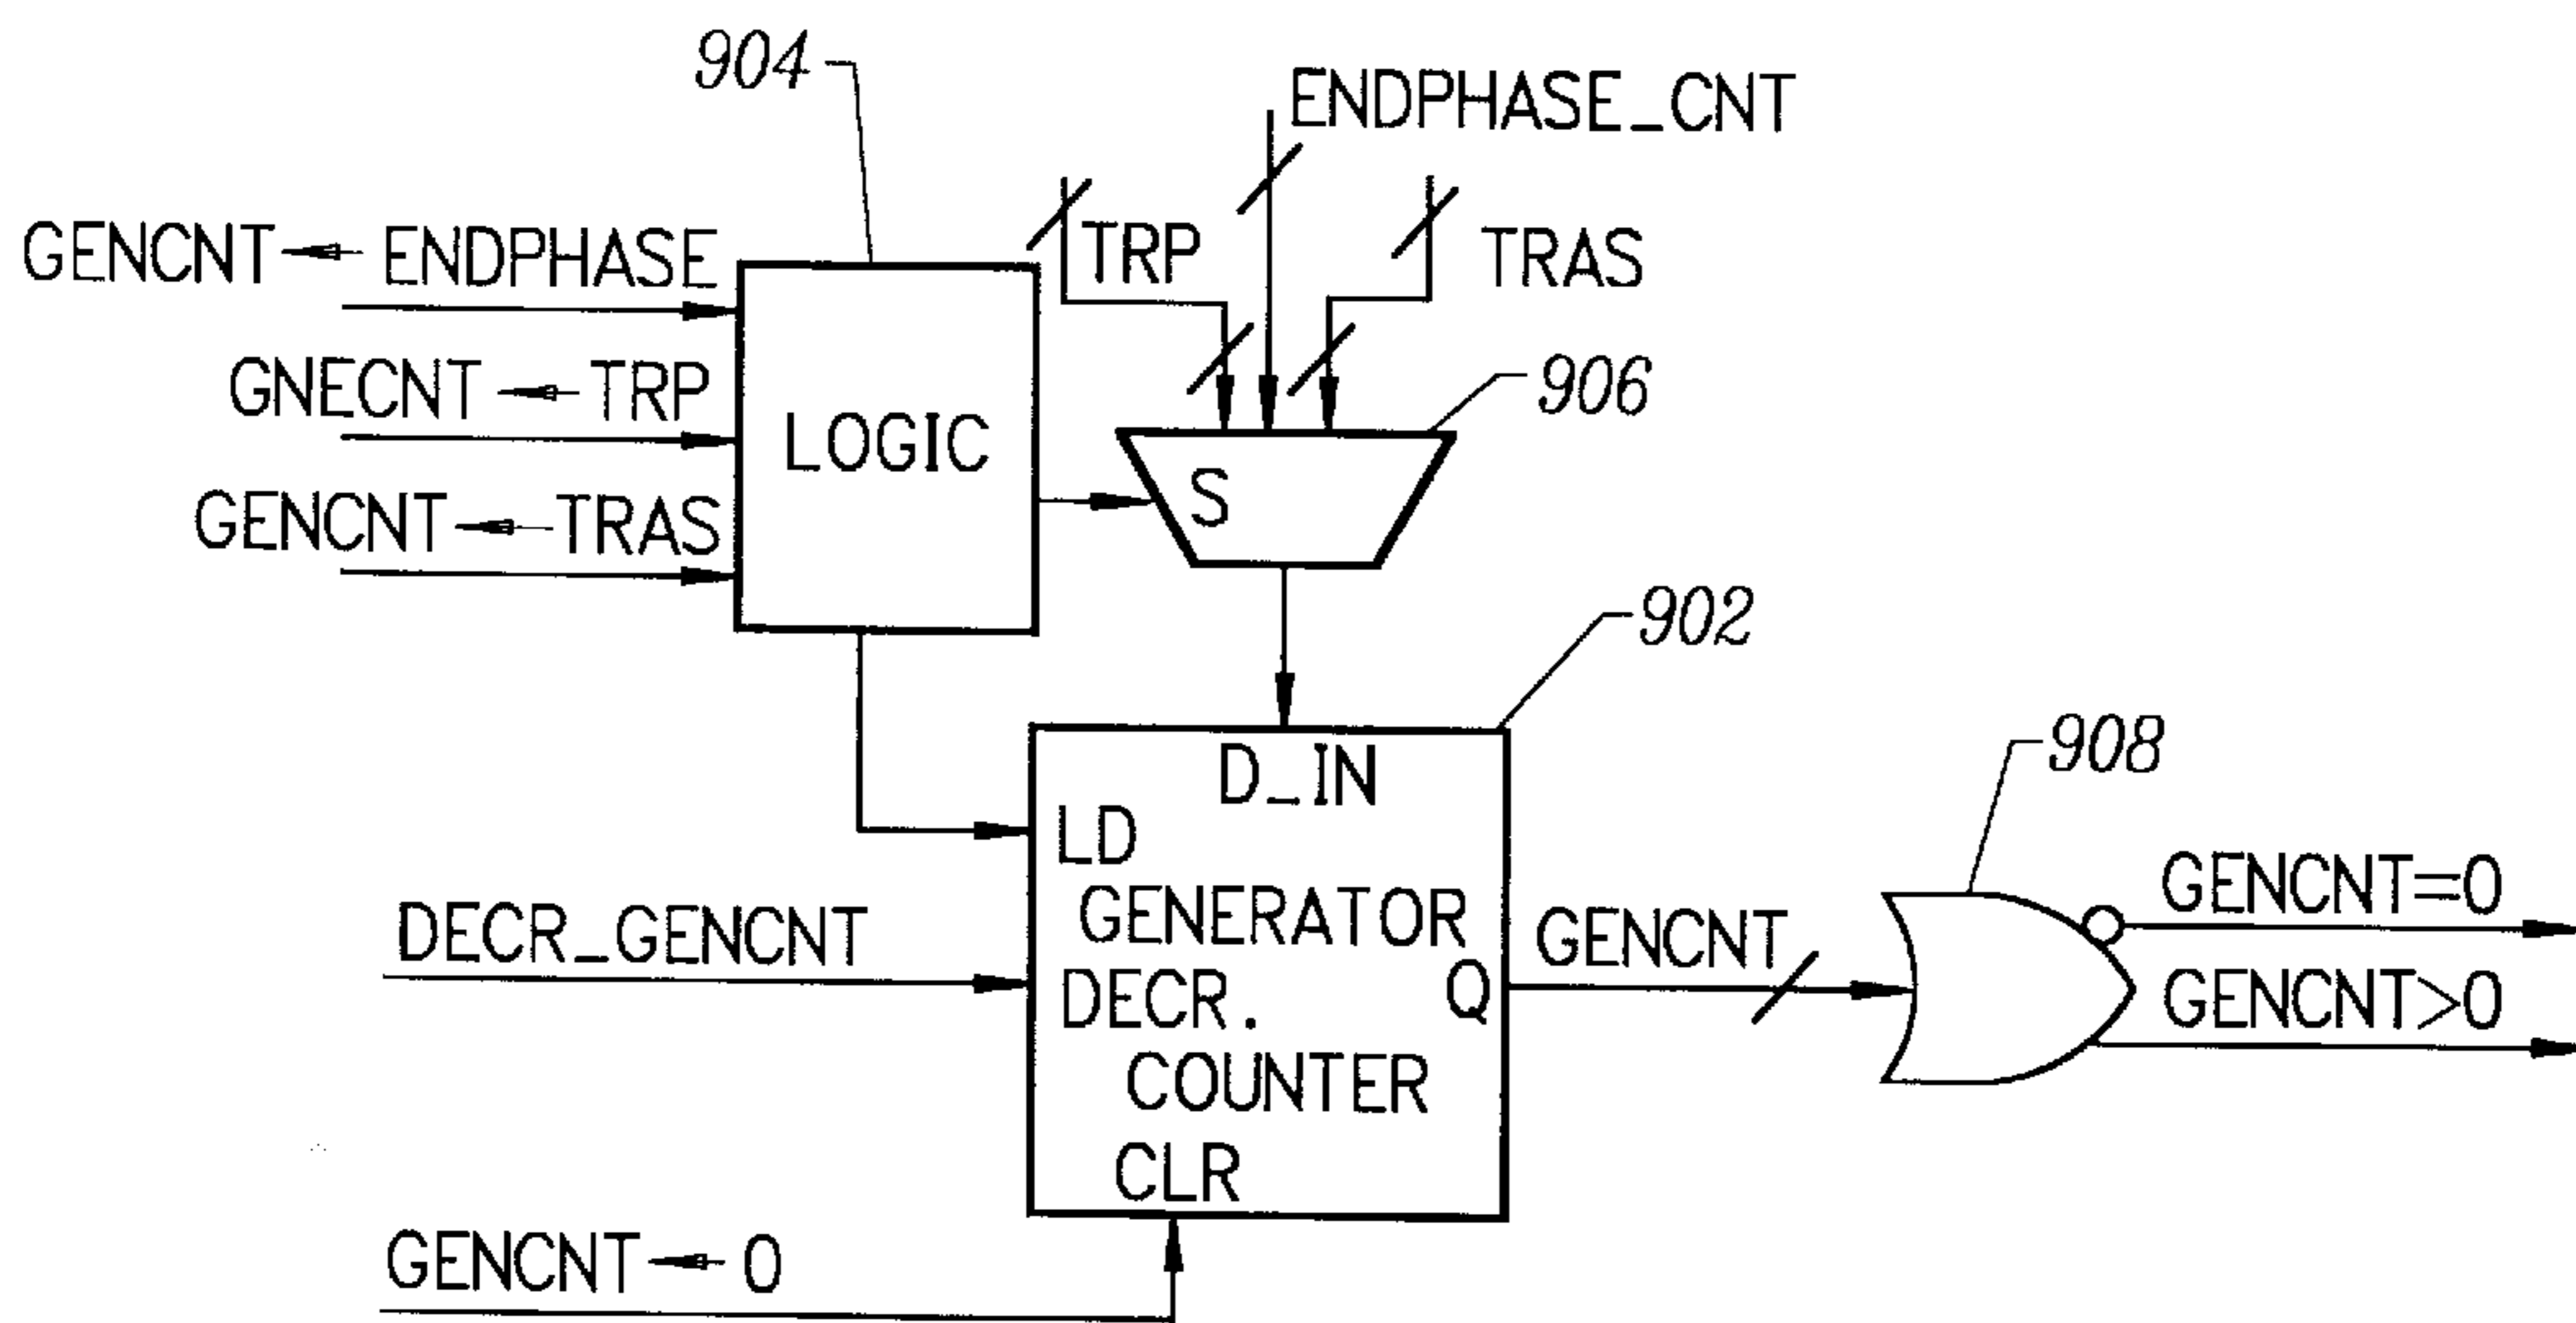 904
ENDPHASE_CNT
GENCNT ← ENDPHASE
TRP
TRAS
GNECNT ← TRP
906
LOGIC
S
GENCNT ← TRAS
902
D_IN
908
LD
GENCNT=0
GENERATOR
DECR_GENCNT
GENCNT
DECR.
Q
GENCNT>0
COUNTER
CLR
GENCNT ← 0